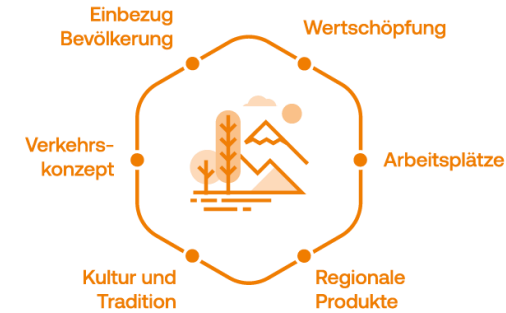 Einbezug
Bevölkerung
Wertschöpfung
Verkehrs-
konzept
Arbeitsplätze
Kultur und
Tradition
Regionale
Produkte